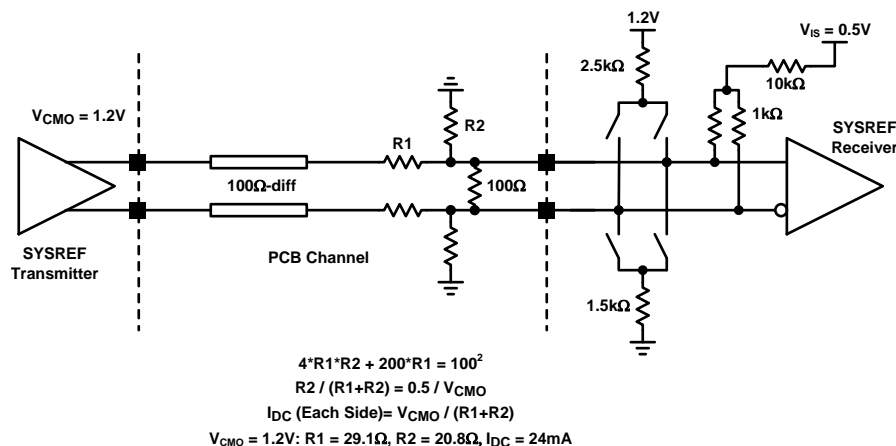 1.2V
V_IS = 0.5V
2.5kΩ
10kΩ
V_CMO = 1.2V
R2
1kΩ
SYSREF
Receiver
R1
100Ω-diff
100Ω
SYSREF
Transmitter
PCB Channel
1.5kΩ
4*R1*R2 + 200*R1 = 100²
R2 / (R1+R2) = 0.5 / V_CMO
I_DC (Each Side)= V_CMO / (R1+R2)
V_CMO = 1.2V: R1 = 29.1Ω, R2 = 20.8Ω, I_DC = 24mA